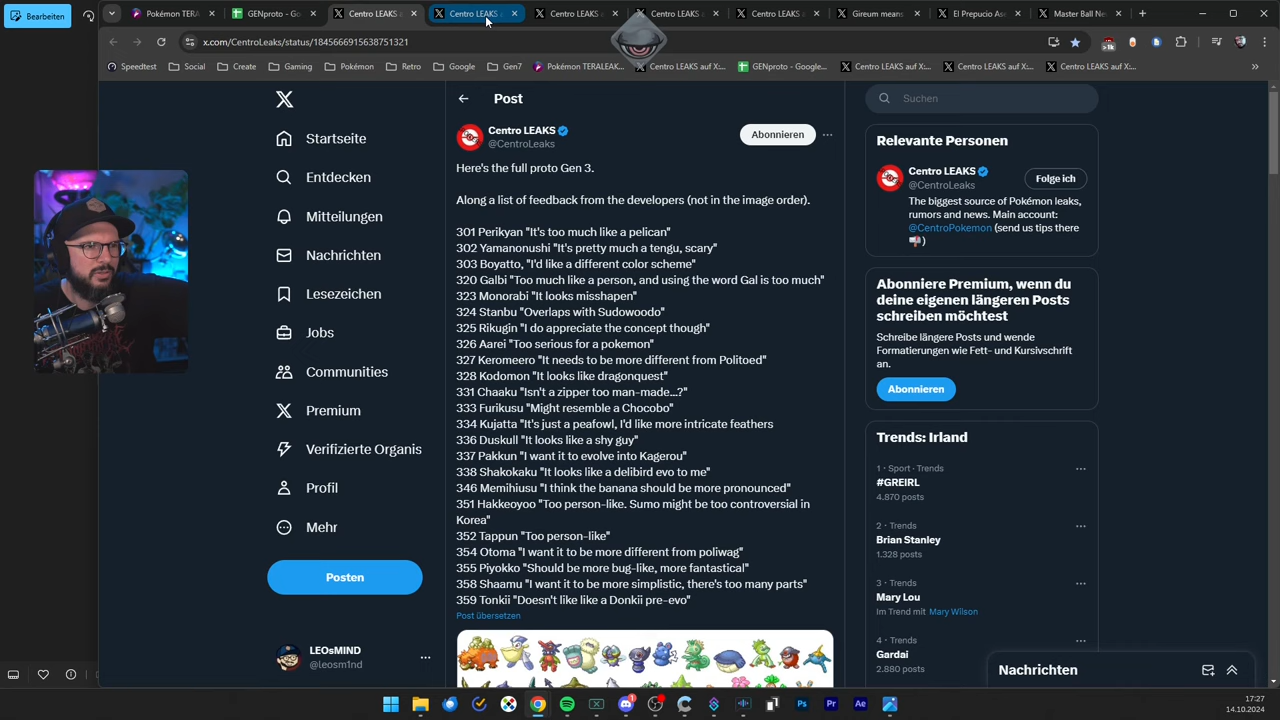 Bearbeiten
Pokémon TERA
GENproto - Go
Centro LEAKS
Centro LEAKS
Centro LEAKS
Centro LEAKS
Centro LEAKS
Gireum means
El Prepucio Ase
Master Ball Ne
x.com/CentroLeaks/status/1845666915638751321
Speedtest
Social
Create
Gaming
Pokémon
Retro
Google
Gen7
Pokémon TERALEAK...
Centro LEAKS auf X:...
GENproto - Google...
Centro LEAKS auf X:...
Centro LEAKS auf X:...
Centro LEAKS auf X:...
Startseite
Entdecken
Mitteilungen
Nachrichten
Lesezeichen
Jobs
Communities
Premium
Verifizierte Organis
Profil
Mehr
Posten
LEOsMIND
@leosm1nd
Post
Centro LEAKS
@CentroLeaks
Abonnieren
Here's the full proto Gen 3.
Along a list of feedback from the developers (not in the image order).
301 Perikyan "It's too much like a pelican"
302 Yamanonushi "It's pretty much a tengu, scary"
303 Boyatto, "I'd like a different color scheme"
320 Galbi "Too much like a person, and using the word Gal is too much"
323 Monorabi "It looks misshapen"
324 Stanbu "Overlaps with Sudowoodo"
325 Rikugin "I do appreciate the concept though"
326 Aarei "Too serious for a pokemon"
327 Keromeero "It needs to be more different from Politoed"
328 Kodomon "It looks like dragonquest"
331 Chaaku "Isn't a zipper too man-made...?"
333 Furikusu "Might resemble a Chocobo"
334 Kujatta "It's just a peafowl, I'd like more intricate feathers
336 Duskull "It looks like a shy guy"
337 Pakkun "I want it to evolve into Kagerou"
338 Shakokaku "It looks like a delibird evo to me"
346 Memihiusu "I think the banana should be more pronounced"
351 Hakkeoyoo "Too person-like. Sumo might be too controversial in
Korea"
352 Tappun "Too person-like"
354 Otoma "I want it to be more different from poliwag"
355 Piyokko "Should be more bug-like, more fantastical"
358 Shaamu "I want it to be more simplistic, there's too many parts"
359 Tonkii "Doesn't like like a Donkii pre-evo"
Post übersetzen
Suchen
Relevante Personen
Centro LEAKS
@CentroLeaks
Folge ich
The biggest source of Pokémon leaks,
rumors and news. Main account:
@CentroPokemon (send us tips there
Abonniere Premium, wenn du
deine eigenen längeren Posts
schreiben möchtest
Schreibe längere Posts und wende
Formatierungen wie Fett- und Kursivschrift
an.
Abonnieren
Trends: Irland
1 · Sport · Trends
#GREIRL
4.870 posts
2 · Trends
Brian Stanley
1.328 posts
3 · Trends
Mary Lou
Im Trend mit Mary Wilson
4 · Trends
Gardai
2.880 posts
Nachrichten
17:27
14.10.2024